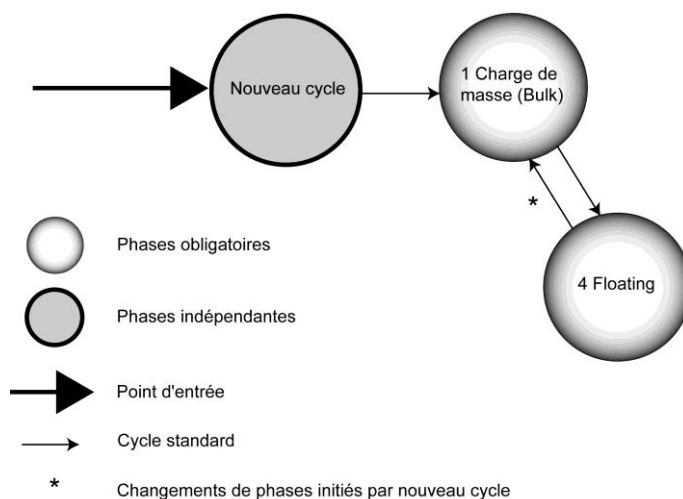 Nouveau cycle
1 Charge de
masse (Bulk)
*
4 Floating
Phases obligatoires
Phases indépendantes
Point d'entrée
Cycle standard
* Changements de phases initiés par nouveau cycle